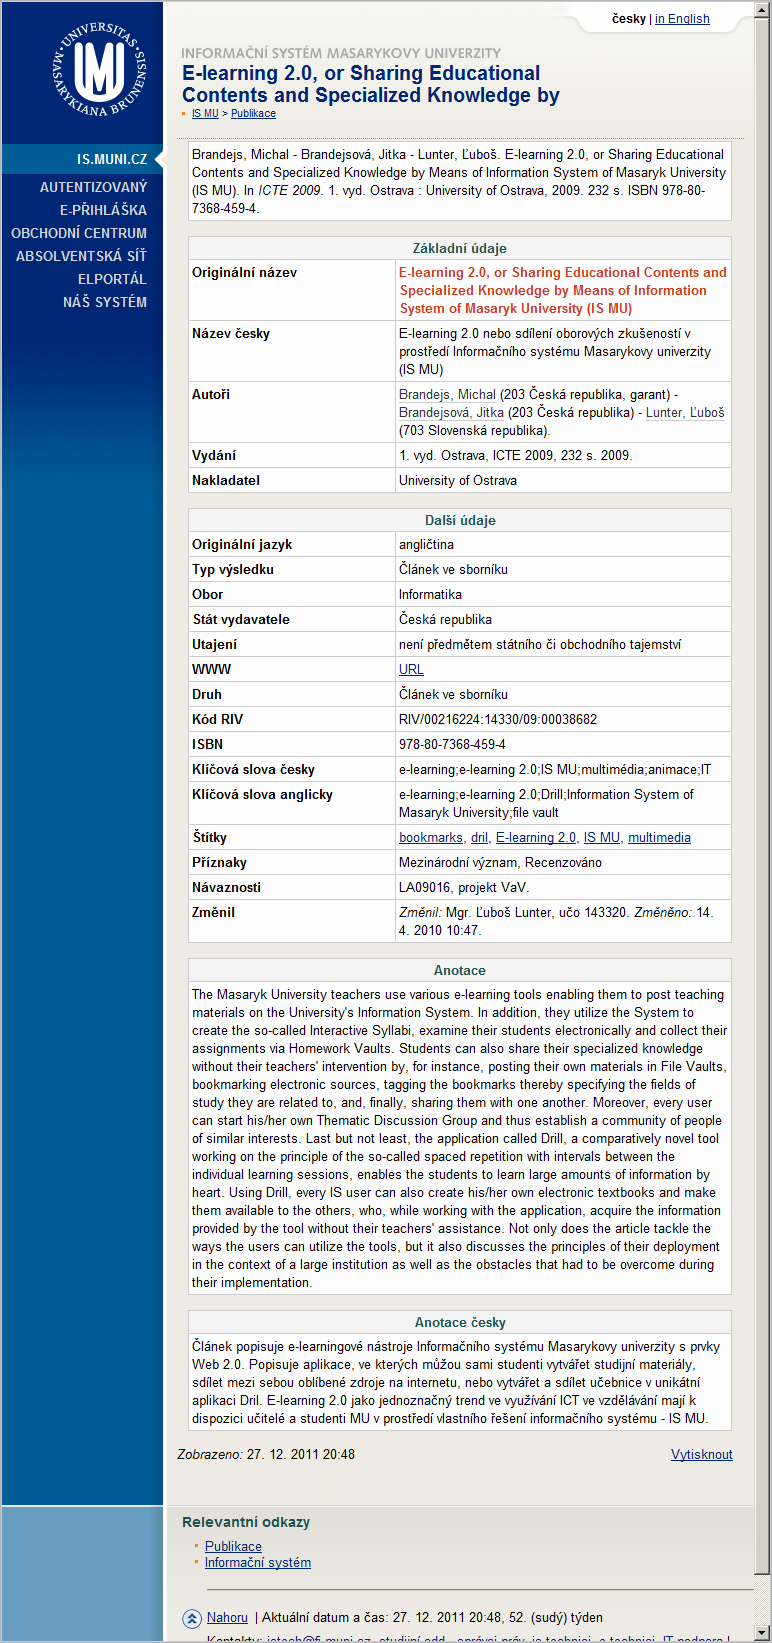 česky | in English
UNIVERSITAS MASARYKIANA BRUNENSIS
INFORMAČNÍ SYSTÉM MASARYKOVY UNIVERZITY
E-learning 2.0, or Sharing Educational
Contents and Specialized Knowledge by
IS MU > Publikace
IS.MUNI.CZ
AUTENTIZOVANÝ
E-PŘIHLÁŠKA
OBCHODNÍ CENTRUM
ABSOLVENTSKÁ SÍŤ
ELPORTÁL
NÁŠ SYSTÉM
Brandejs, Michal - Brandejsová, Jitka - Lunter, Ľuboš. E-learning 2.0, or Sharing Educational
Contents and Specialized Knowledge by Means of Information System of Masaryk University
(IS MU). In ICTE 2009. 1. vyd. Ostrava : University of Ostrava, 2009. 232 s. ISBN 978-80-
7368-459-4.
Základní údaje
Originální název E-learning 2.0, or Sharing Educational Contents and
Specialized Knowledge by Means of Information
System of Masaryk University (IS MU)
Název česky E-learning 2.0 nebo sdílení oborových zkušeností v
prostředí Informačního systému Masarykovy univerzity
(IS MU)
Autoři Brandejs, Michal (203 Česká republika, garant) -
Brandejsová, Jitka (203 Česká republika) - Lunter, Ľuboš
(703 Slovenská republika).
Vydání 1. vyd. Ostrava, ICTE 2009, 232 s. 2009.
Nakladatel University of Ostrava
Další údaje
Originální jazyk angličtina
Typ výsledku Článek ve sborníku
Obor Informatika
Stát vydavatele Česká republika
Utajení není předmětem státního či obchodního tajemství
WWW URL
Druh Článek ve sborníku
Kód RIV RIV/00216224:14330/09:00038682
ISBN 978-80-7368-459-4
Klíčová slova česky e-learning;e-learning 2.0;IS MU;multimédia;animace;IT
Klíčová slova anglicky e-learning;e-learning 2.0;Drill;Information System of
Masaryk University;file vault
Štítky bookmarks, dril, E-learning 2.0, IS MU, multimedia
Příznaky Mezinárodní význam, Recenzováno
Návaznosti LA09016, projekt VaV.
Změnil Změnil: Mgr. Ľuboš Lunter, učo 143320. Změněno: 14.
4. 2010 10:47.
Anotace
The Masaryk University teachers use various e-learning tools enabling them to post teaching
materials on the University's Information System. In addition, they utilize the System to
create the so-called Interactive Syllabi, examine their students electronically and collect their
assignments via Homework Vaults. Students can also share their specialized knowledge
without their teachers' intervention by, for instance, posting their own materials in File Vaults,
bookmarking electronic sources, tagging the bookmarks thereby specifying the fields of
study they are related to, and, finally, sharing them with one another. Moreover, every user
can start his/her own Thematic Discussion Group and thus establish a community of people
of similar interests. Last but not least, the application called Drill, a comparatively novel tool
working on the principle of the so-called spaced repetition with intervals between the
individual learning sessions, enables the students to learn large amounts of information by
heart. Using Drill, every IS user can also create his/her own electronic textbooks and make
them available to the others, who, while working with the application, acquire the information
provided by the tool without their teachers' assistance. Not only does the article tackle the
ways the users can utilize the tools, but it also discusses the principles of their deployment
in the context of a large institution as well as the obstacles that had to be overcome during
their implementation.
Anotace česky
Článek popisuje e-learningové nástroje Informačního systému Masarykovy univerzity s prvky
Web 2.0. Popisuje aplikace, ve kterých můžou sami studenti vytvářet studijní materiály,
sdílet mezi sebou oblíbené zdroje na internetu, nebo vytvářet a sdílet učebnice v unikátní
aplikaci Dril. E-learning 2.0 jako jednoznačný trend ve využívání ICT ve vzdělávání mají k
dispozici učitelé a studenti MU v prostředí vlastního řešení informačního systému - IS MU.
Zobrazeno: 27. 12. 2011 20:48 Vytisknout
Relevantní odkazy
Publikace
Informační systém
Nahoru | Aktuální datum a čas: 27. 12. 2011 20:48, 52. (sudý) týden